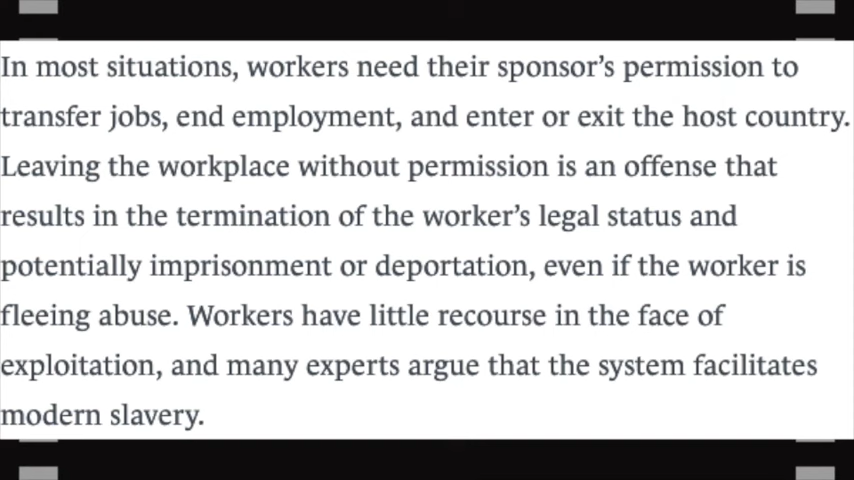 In most situations, workers need their sponsor’s permission to
transfer jobs, end employment, and enter or exit the host country.
Leaving the workplace without permission is an offense that
results in the termination of the worker’s legal status and
potentially imprisonment or deportation, even if the worker is
fleeing abuse. Workers have little recourse in the face of
exploitation, and many experts argue that the system facilitates
modern slavery.